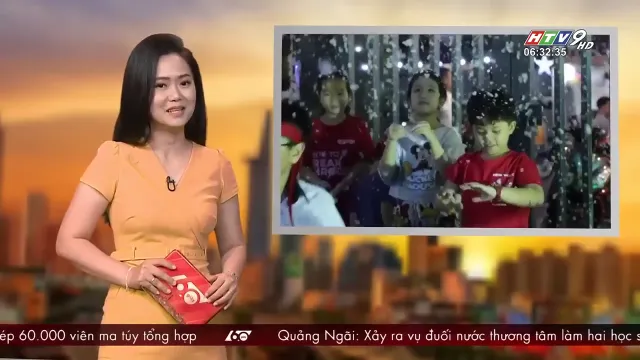 HTV9 HD
06:32:35
ép 60.000 viên ma túy tổng hợp
60
Quảng Ngãi: Xảy ra vụ đuối nước thương tâm làm hai học s